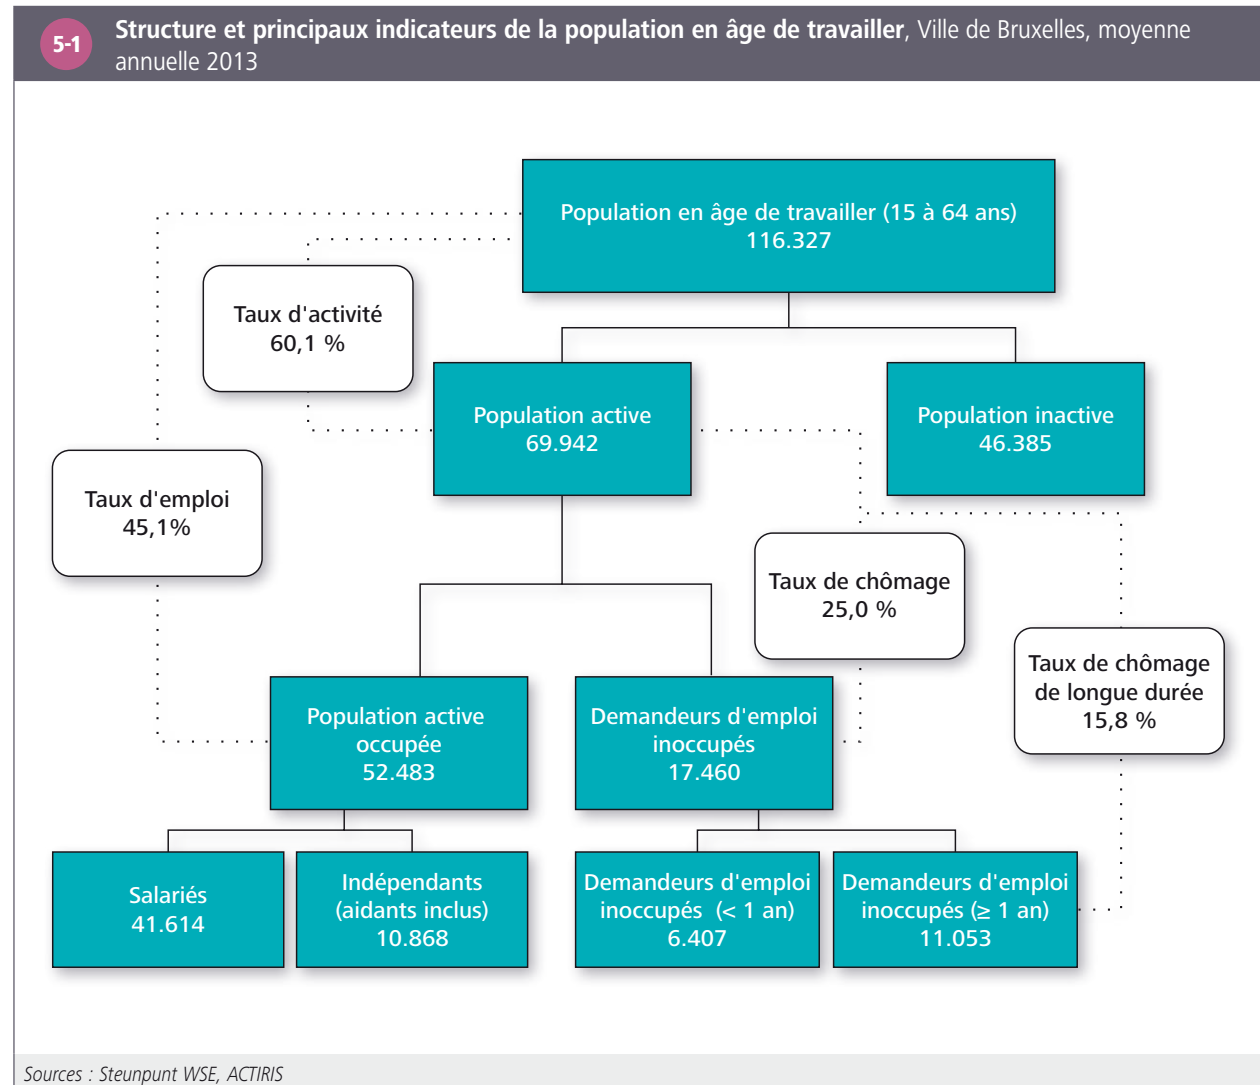 5-1
Structure et principaux indicateurs de la population en âge de travailler, Ville de Bruxelles, moyenne
annuelle 2013
Population en âge de travailler (15 à 64 ans)
116.327
Taux d'activité
60,1 %
Population active
69.942
Population inactive
46.385
Taux d'emploi
45,1%
Taux de chômage
25,0 %
Taux de chômage
de longue durée
15,8 %
Population active
occupée
52.483
Demandeurs d'emploi
inoccupés
17.460
Salariés
41.614
Indépendants
(aidants inclus)
10.868
Demandeurs d'emploi
inoccupés (< 1 an)
6.407
Demandeurs d'emploi
inoccupés (≥ 1 an)
11.053
Sources : Steunpunt WSE, ACTIRIS